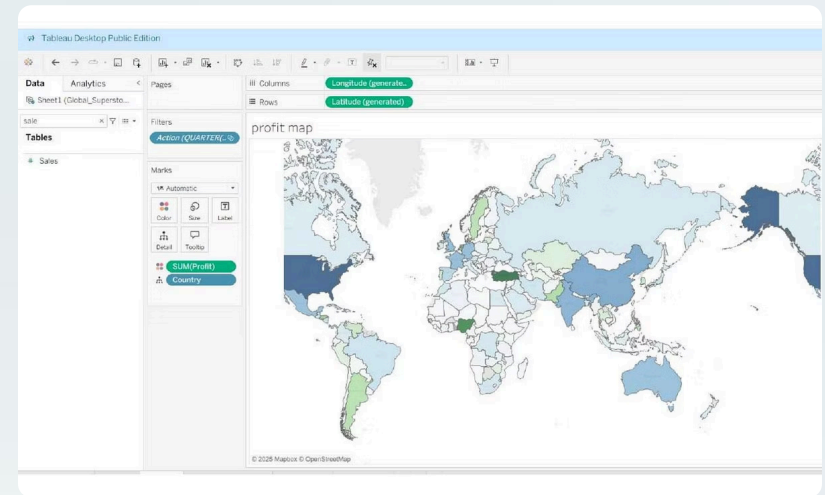 Tableau Desktop Public Edition
Data Analytics
Sheet1 (Global_Supersto...
sale
Tables
Sales
Pages
Filters
Action (QUARTER(..
Marks
Automatic
Color Size Label
Detail Tooltip
SUM(Profit)
Country
Columns Longitude (generate..
Rows Latitude (generated)
profit map
© 2025 Mapbox © OpenStreetMap